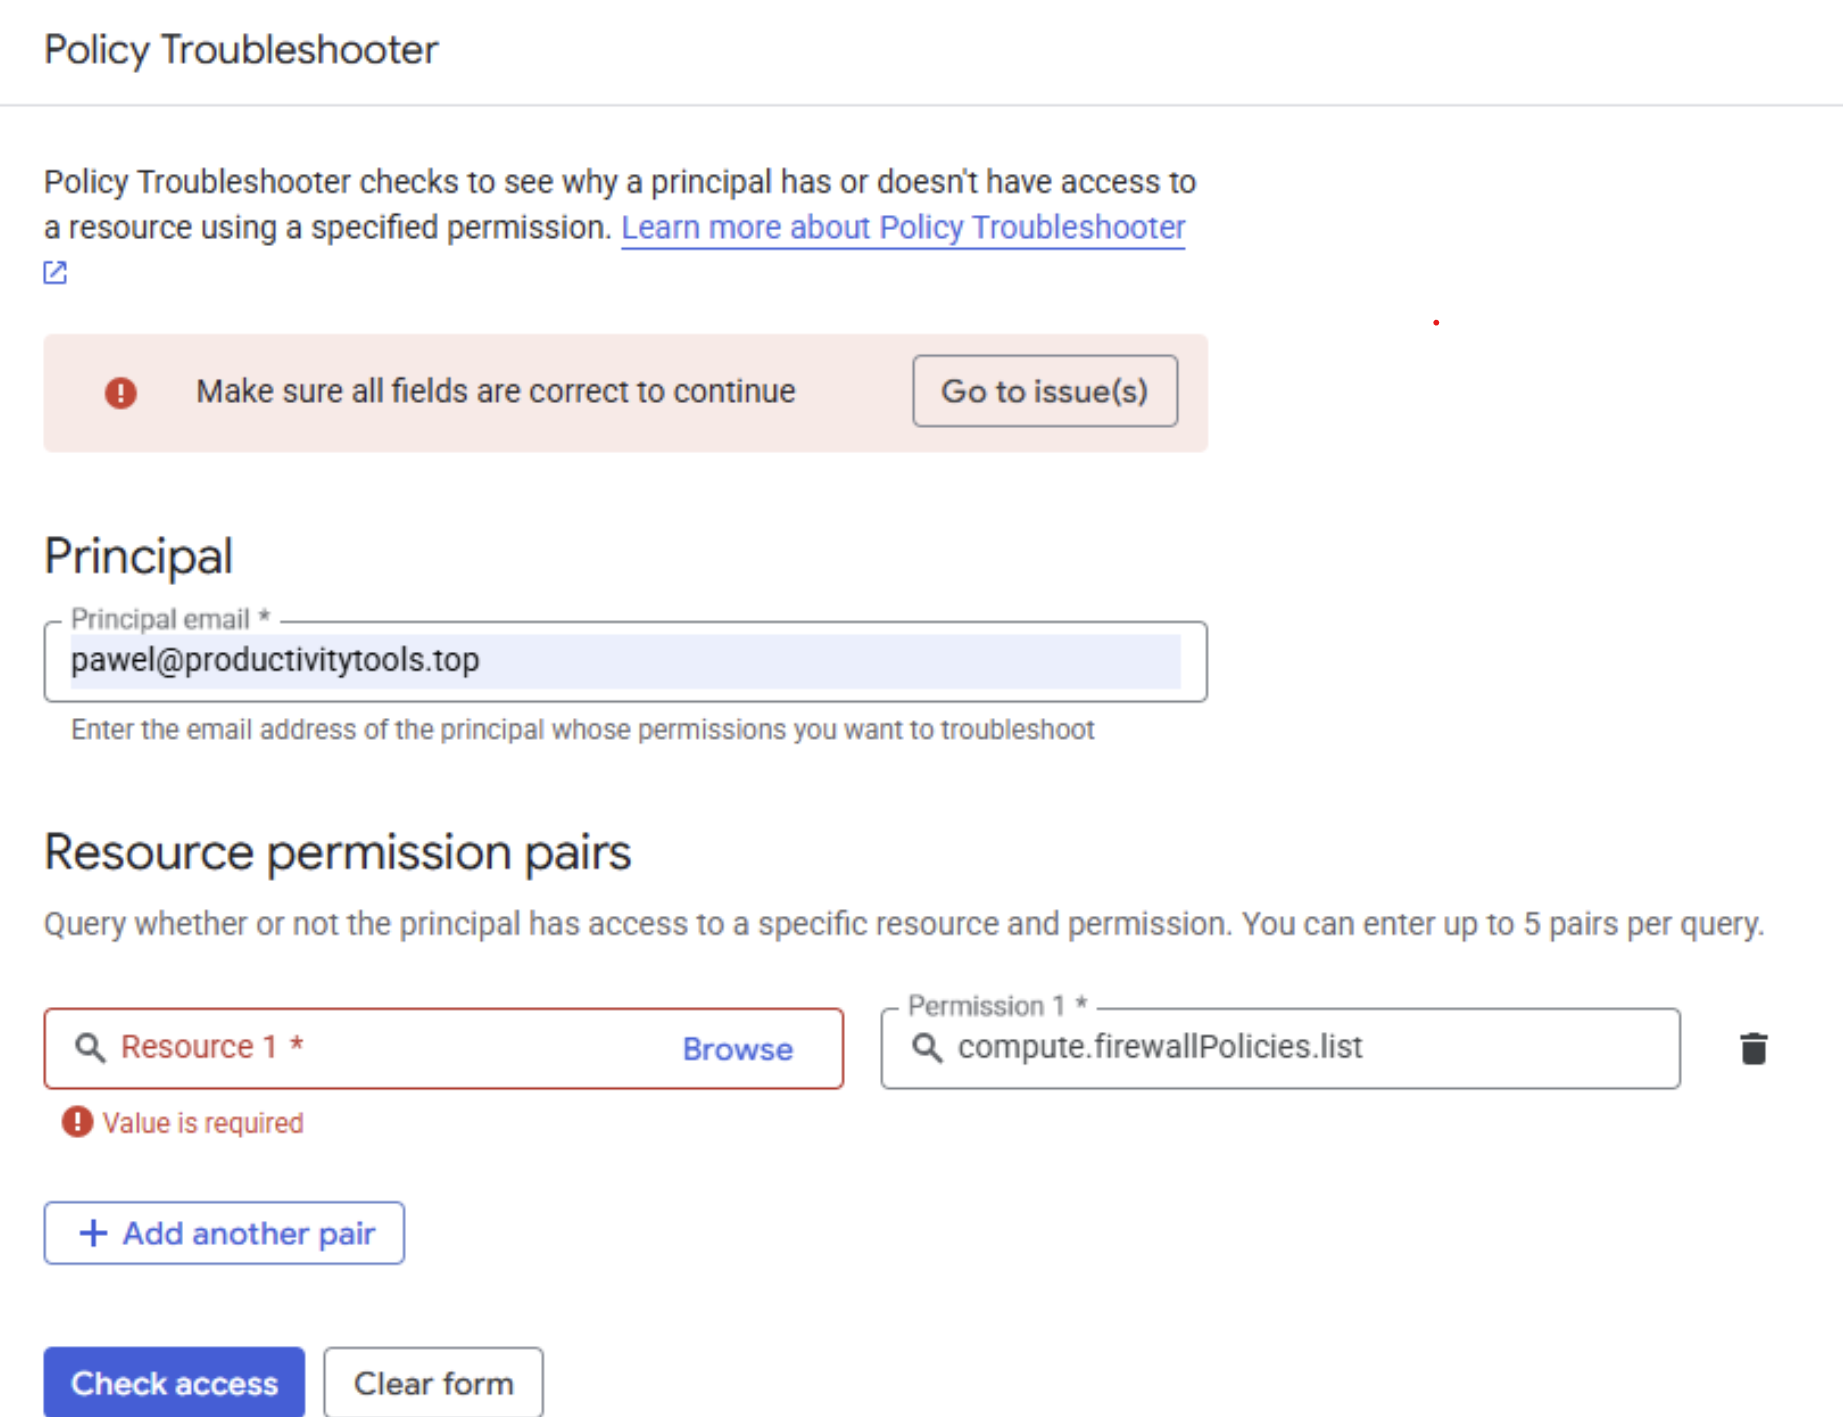 Policy Troubleshooter
Policy Troubleshooter checks to see why a principal has or doesn't have access to
a resource using a specified permission. Learn more about Policy Troubleshooter
Make sure all fields are correct to continue
Go to issue(s)
Principal
Principal email *
pawel@productivitytools.top
Enter the email address of the principal whose permissions you want to troubleshoot
Resource permission pairs
Query whether or not the principal has access to a specific resource and permission. You can enter up to 5 pairs per query.
Resource 1 *
Browse
Permission 1 *
compute.firewallPolicies.list
Value is required
+ Add another pair
Check access
Clear form